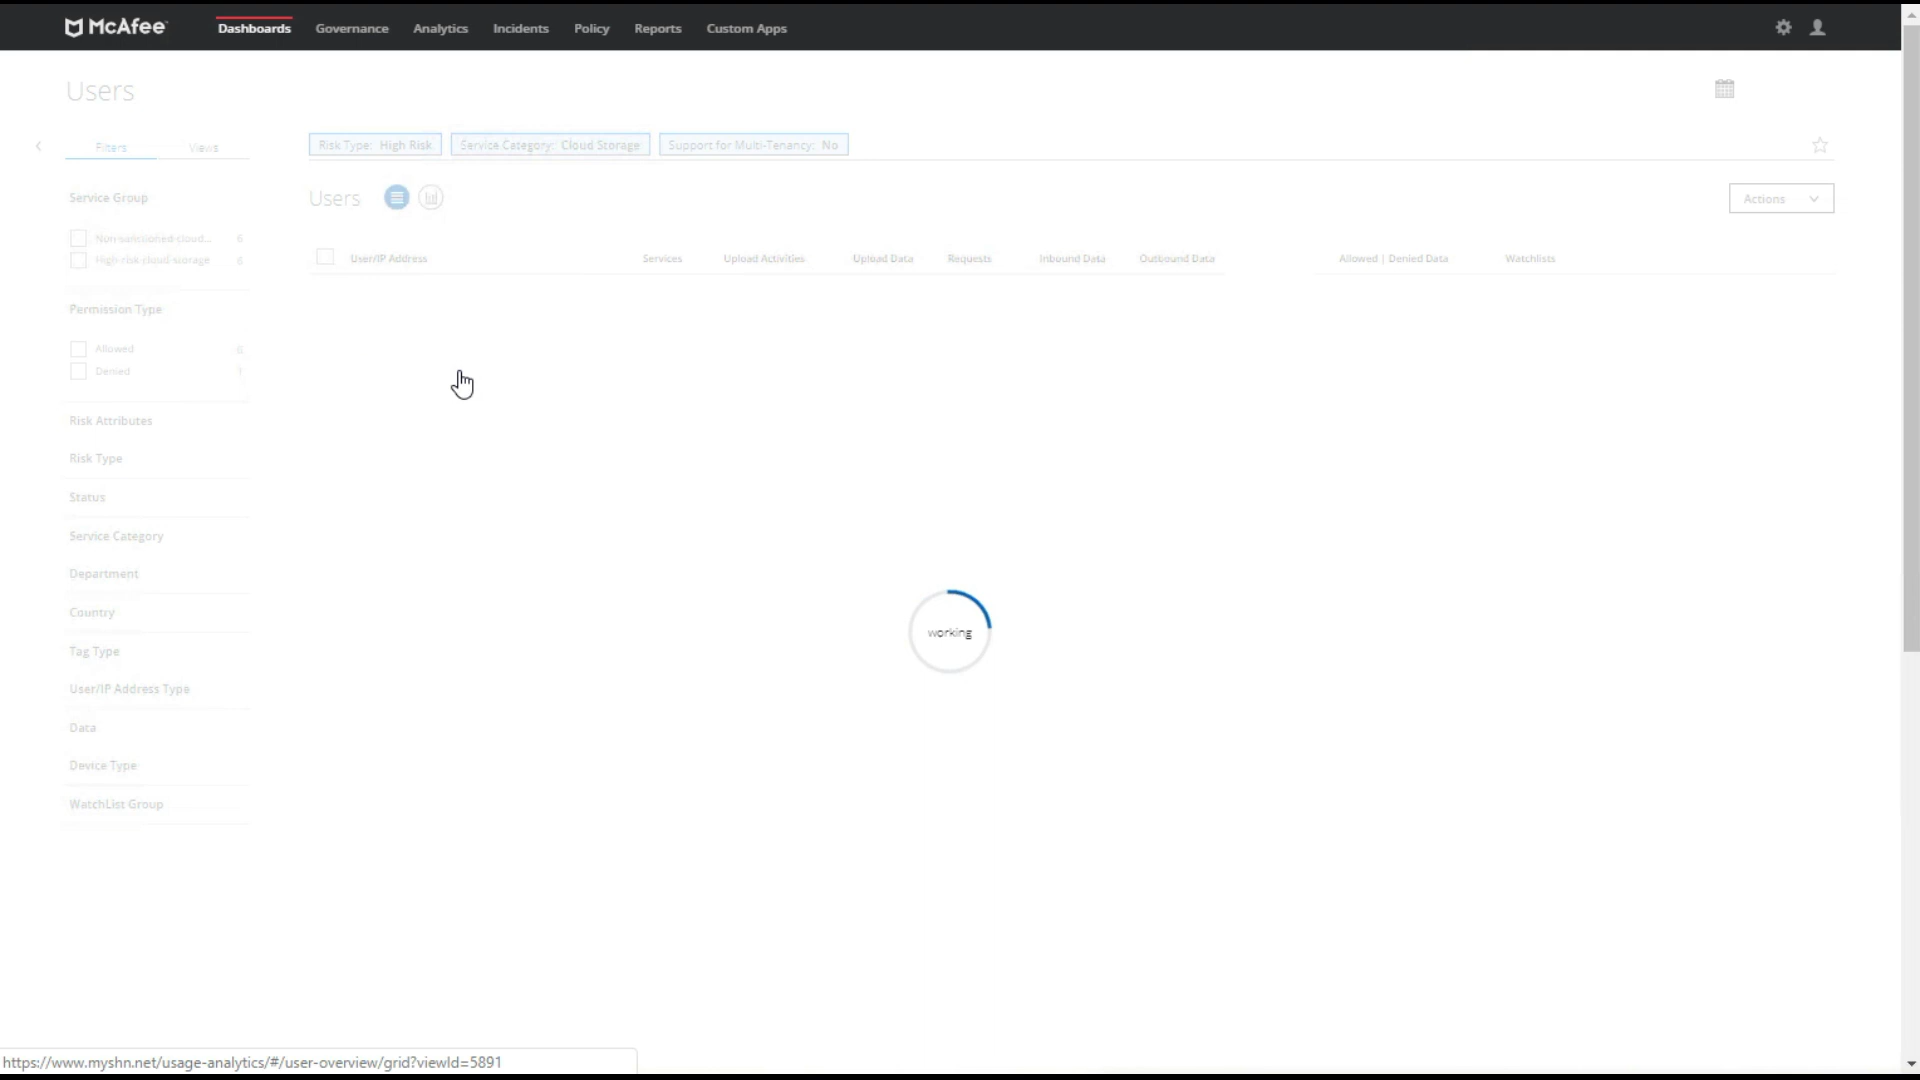 McAfee Dashboards Governance Analytics Incidents Policy Reports Custom Apps
Users
Filters Views
Risk Type: High Risk Service Category: Cloud Storage Support for Multi-Tenancy: No
Service Group
Users Actions
Non-sanctioned cloud... 6
High-risk cloud-storage 6
User/IP Address Services Upload Activities Upload Data Requests Inbound Data Outbound Data Allowed | Denied Data Watchlists
Permission Type
Allowed 6
Denied 1
Risk Attributes
Risk Type
Status
Service Category
Department
Country
working
Tag Type
User/IP Address Type
Data
Device Type
WatchList Group
https://www.myshn.net/usage-analytics/#/user-overview/grid?viewId=5891